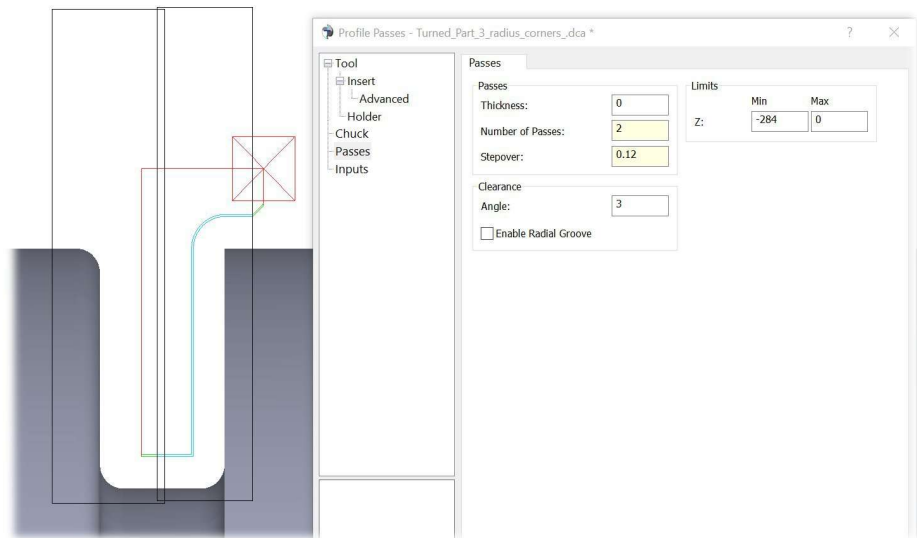 Profile Passes - Turned_Part_3_radius_corners_.dca *
?
Tool
Insert
Advanced
Holder
Chuck
Passes
Inputs
Passes
Passes
Thickness:
0
Number of Passes:
2
Stepover:
0.12
Limits
Min Max
Z: -284 0
Clearance
Angle:
3
Enable Radial Groove